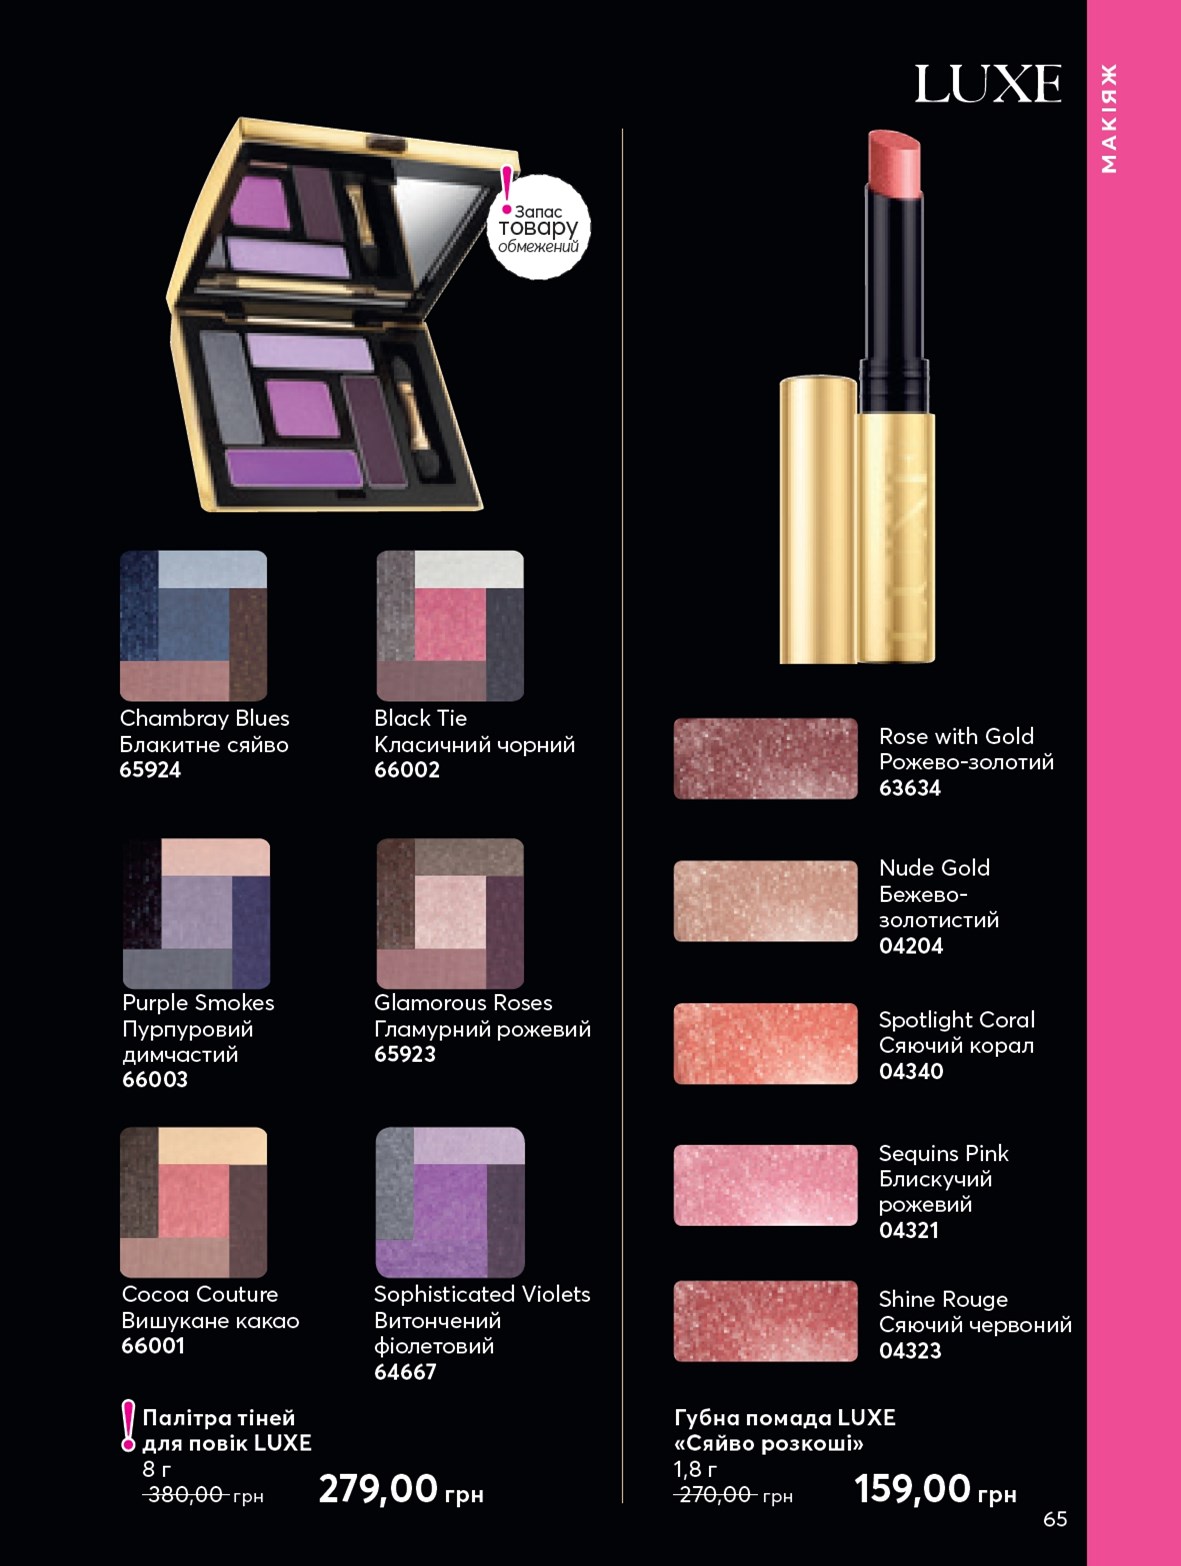 LUXE
МАКІЯЖ
!
Запас
товару
обмежений
LUXE
Chambray Blues
Блакитне сяйво
65924
Black Tie
Класичний чорний
66002
Purple Smokes
Пурпуровий
димчастий
66003
Glamorous Roses
Гламурний рожевий
65923
Cocoa Couture
Вишукане какао
66001
Sophisticated Violets
Витончений
фіолетовий
64667
! Палітра тіней
для повік LUXE
8 г
380,00 грн 279,00 грн
Rose with Gold
Рожево-золотий
63634
Nude Gold
Бежево-
золотистий
04204
Spotlight Coral
Сяючий корал
04340
Sequins Pink
Блискучий
рожевий
04321
Shine Rouge
Сяючий червоний
04323
Губна помада LUXE
«Сяйво розкоші»
1,8 г
270,00 грн 159,00 грн
65